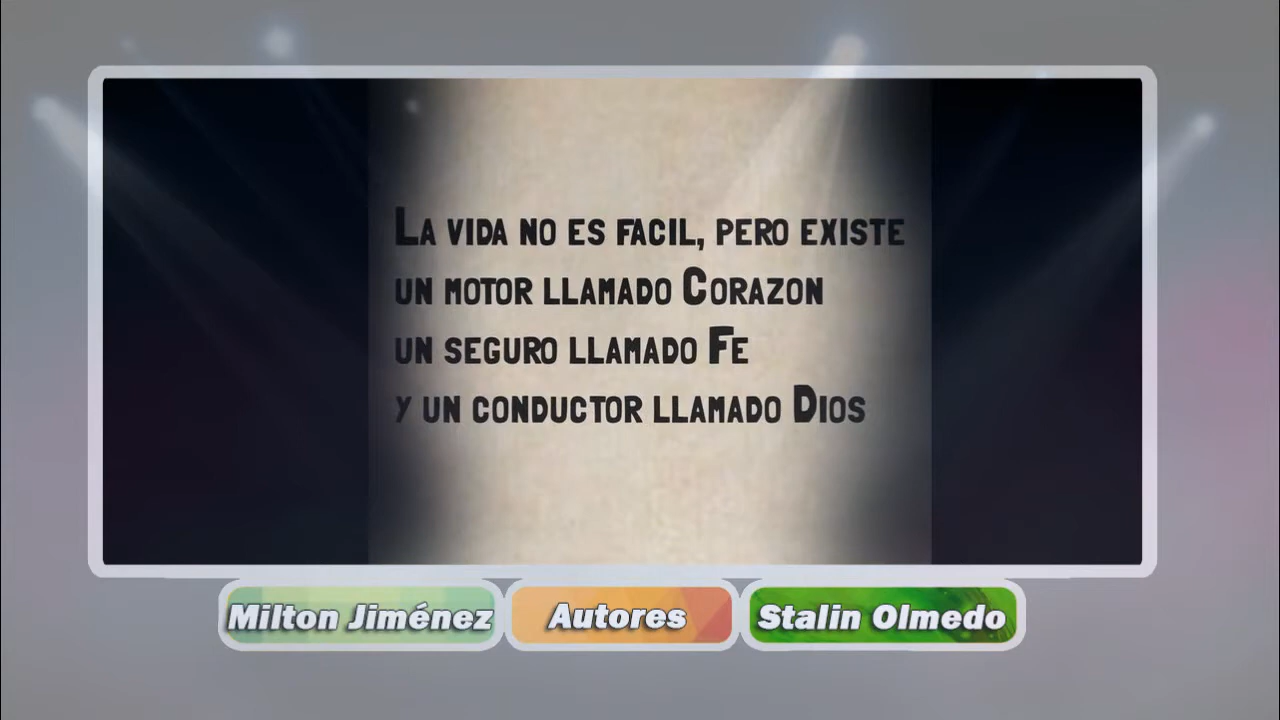 La vida no es facil, pero existe
un motor llamado Corazon
un seguro llamado Fe
y un conductor llamado Dios
Milton Jiménez
Autores
Stalin Olmedo